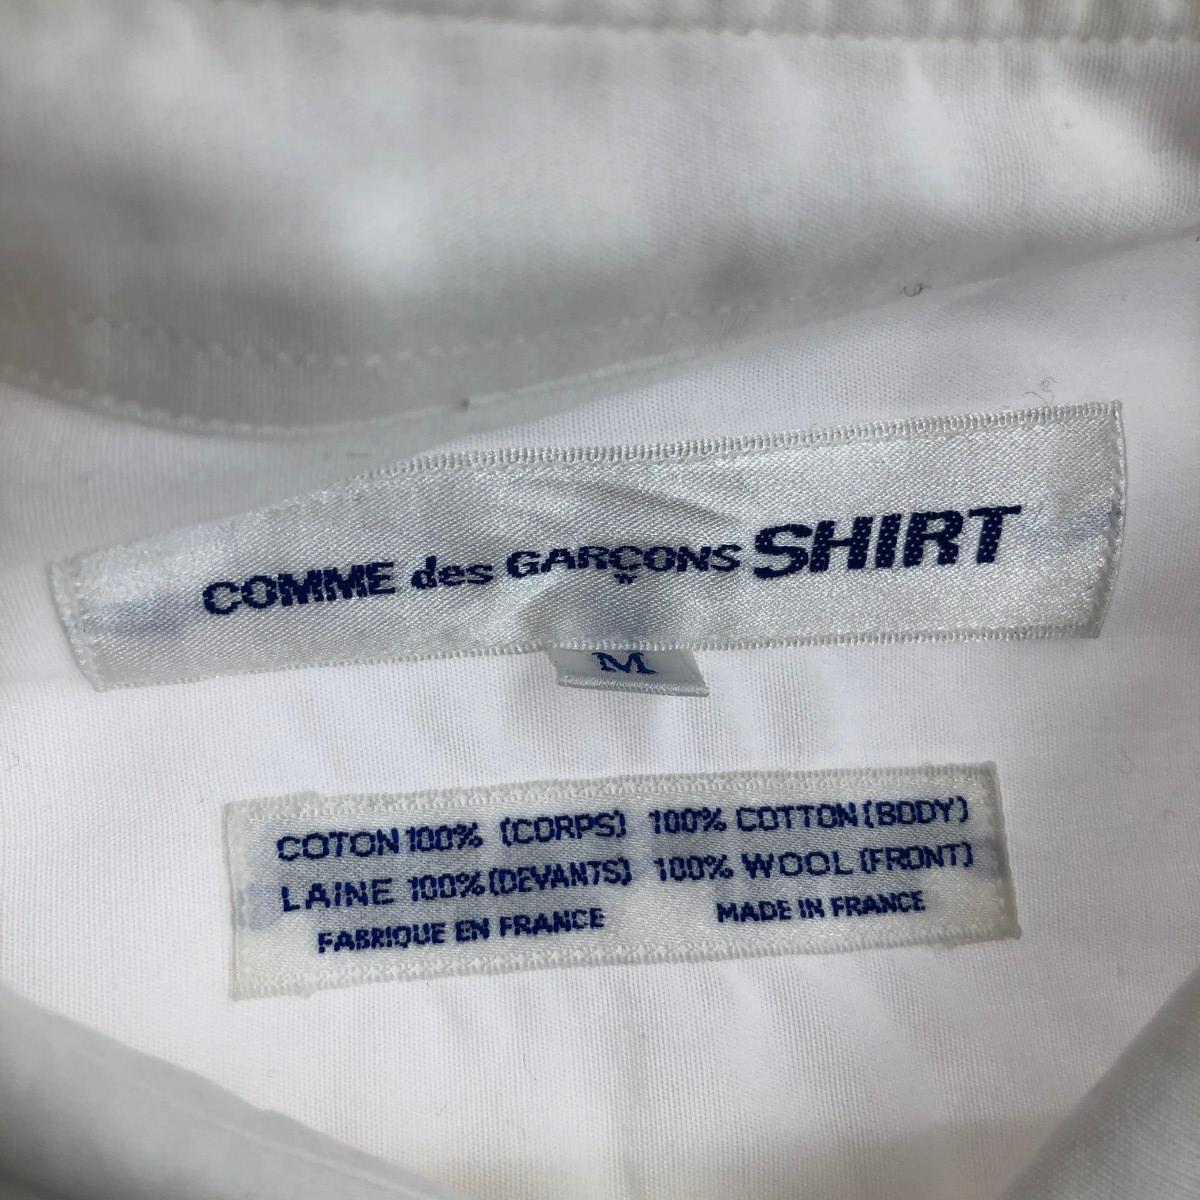 COMME des GARÇONS SHIRT
M
COTON 100% (CORPS) 100% COTTON (BODY)
LAINE 100% (DEVANTS) 100% WOOL (FRONT)
FABRIQUE EN FRANCE MADE IN FRANCE